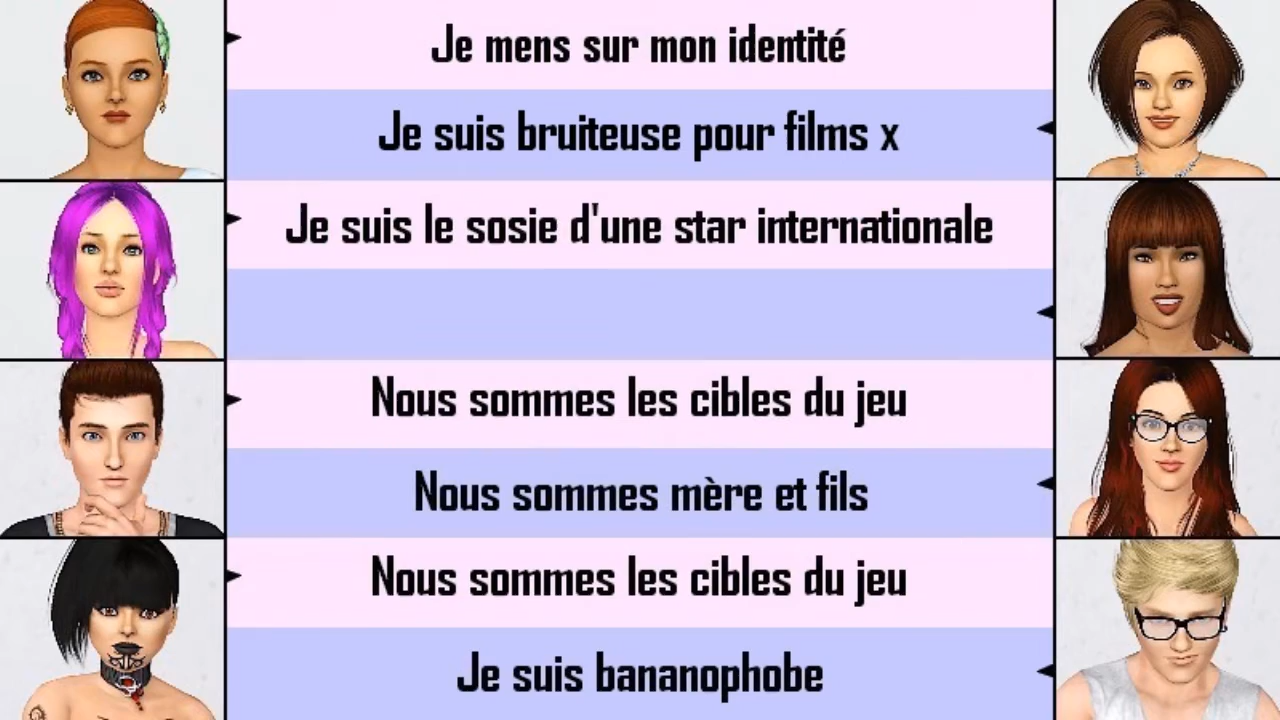 Je mens sur mon identité
Je suis bruiteuse pour films x
Je suis le sosie d'une star internationale
Nous sommes les cibles du jeu
Nous sommes mère et fils
Nous sommes les cibles du jeu
Je suis bananophobe